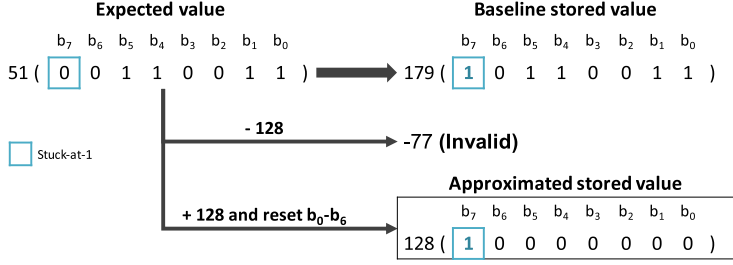 Expected value
Baseline stored value
b₇ b₆ b₅ b₄ b₃ b₂ b₁ b₀
b₇ b₆ b₅ b₄ b₃ b₂ b₁ b₀
51 ( 0 0 1 1 0 0 1 1 )
179 ( 1 0 1 1 0 0 1 1 )
- 128
-77 (Invalid)
Stuck-at-1
Approximated stored value
+ 128 and reset b₀-b₆
b₇ b₆ b₅ b₄ b₃ b₂ b₁ b₀
128 ( 1 0 0 0 0 0 0 0 )